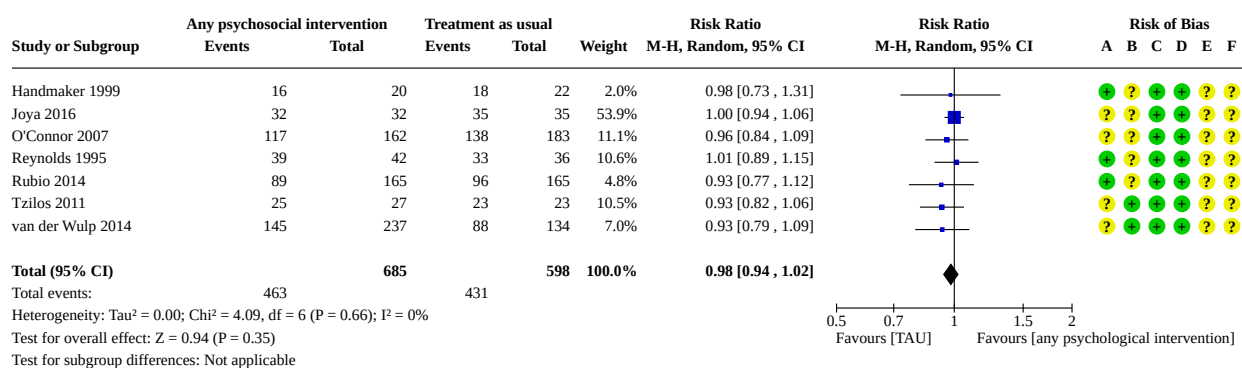 Any psychosocial intervention Treatment as usual Risk Ratio Risk Ratio Risk of Bias
Study or Subgroup Events Total Events Total Weight M-H, Random, 95% CI M-H, Random, 95% CI A B C D E F
Handmaker 1999 16 20 18 22 2.0% 0.98 [0.73 , 1.31] + ? + + ? ?
Joya 2016 32 32 35 35 53.9% 1.00 [0.94 , 1.06] ? ? + + ? ?
O'Connor 2007 117 162 138 183 11.1% 0.96 [0.84 , 1.09] ? ? + + ? ?
Reynolds 1995 39 42 33 36 10.6% 1.01 [0.89 , 1.15] + ? + + ? ?
Rubio 2014 89 165 96 165 4.8% 0.93 [0.77 , 1.12] + ? + + ? ?
Tzilos 2011 25 27 23 23 10.5% 0.93 [0.82 , 1.06] ? + + + ? ?
van der Wulp 2014 145 237 88 134 7.0% 0.93 [0.79 , 1.09] ? + + + ? ?
Total (95% CI) 685 598 100.0% 0.98 [0.94 , 1.02]
Total events: 463 431
Heterogeneity: Tau² = 0.00; Chi² = 4.09, df = 6 (P = 0.66); I² = 0%
0.5 0.7 1 1.5 2
Test for overall effect: Z = 0.94 (P = 0.35) Favours [TAU] Favours [any psychological intervention]
Test for subgroup differences: Not applicable